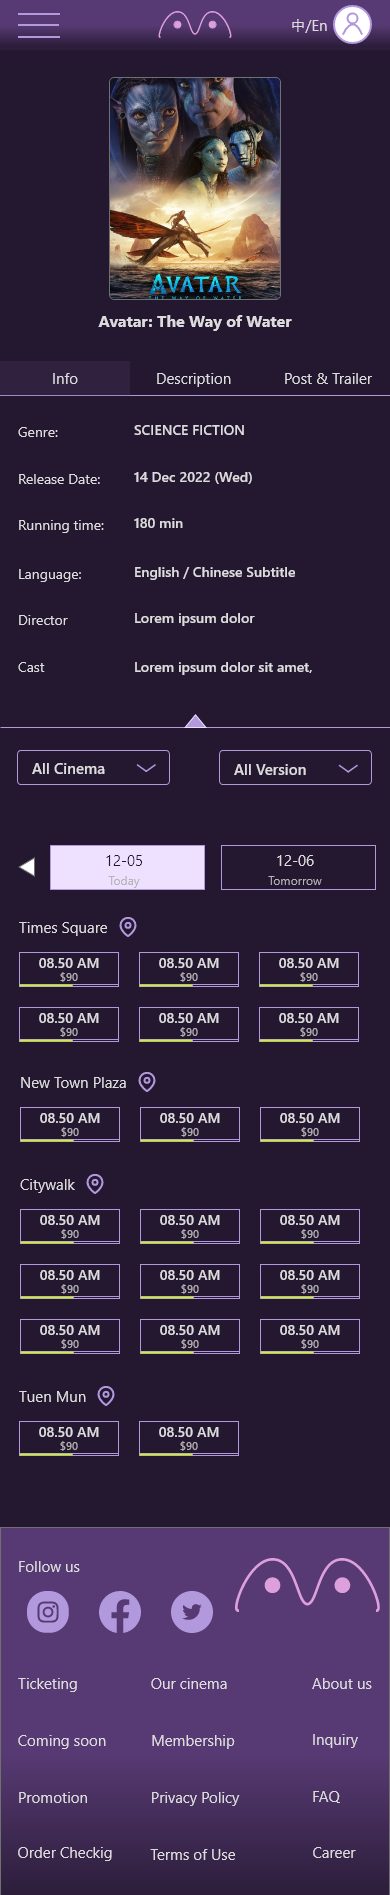 中/En
AVATAR
THE WAY OF WATER
Avatar: The Way of Water
Info Description Post & Trailer
Genre: SCIENCE FICTION
Release Date: 14 Dec 2022 (Wed)
Running time: 180 min
Language: English / Chinese Subtitle
Director Lorem ipsum dolor
Cast Lorem ipsum dolor sit amet,
All Cinema All Version
12-05 12-06
Today Tomorrow
Times Square
08.50 AM 08.50 AM 08.50 AM
$90 $90 $90
08.50 AM 08.50 AM 08.50 AM
$90 $90 $90
New Town Plaza
08.50 AM 08.50 AM 08.50 AM
$90 $90 $90
Citywalk
08.50 AM 08.50 AM 08.50 AM
$90 $90 $90
08.50 AM 08.50 AM 08.50 AM
$90 $90 $90
08.50 AM 08.50 AM 08.50 AM
$90 $90 $90
Tuen Mun
08.50 AM 08.50 AM
$90 $90
Follow us
Ticketing Our cinema About us
Coming soon Membership Inquiry
Promotion Privacy Policy FAQ
Order Checkig Terms of Use Career